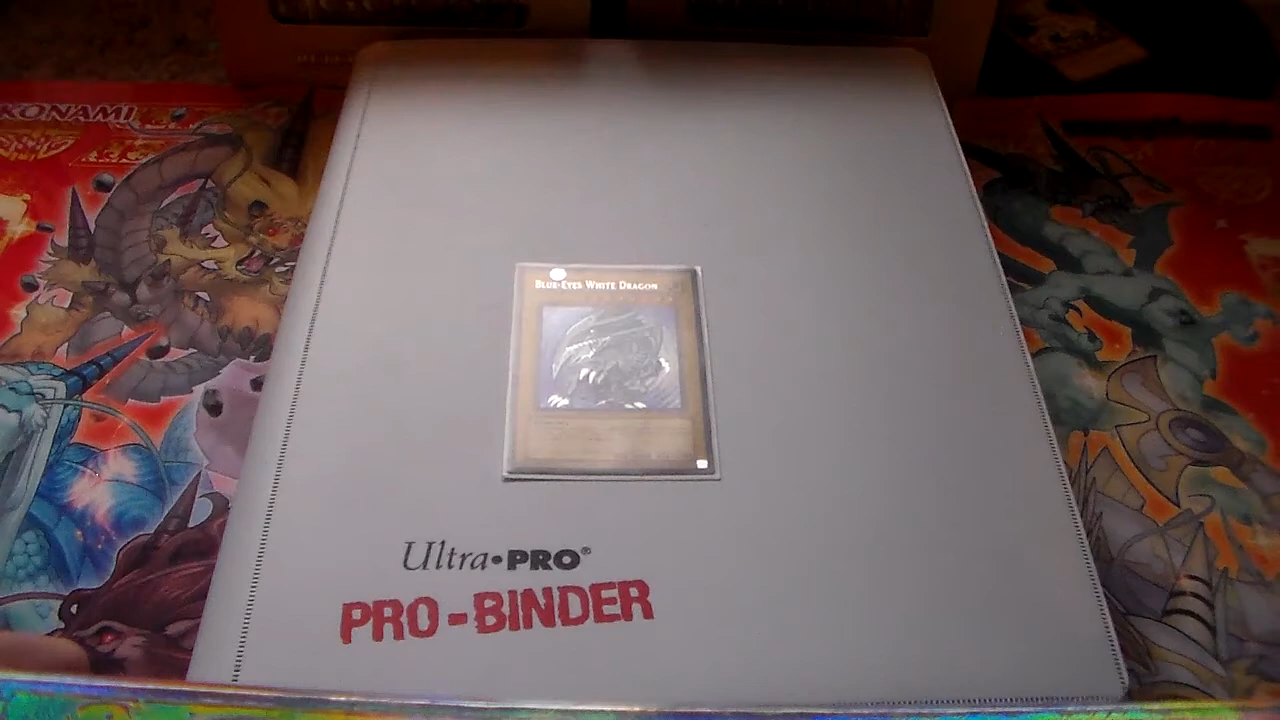 KONAMI
BLUE-EYES WHITE DRAGON
Ultra•PRO®
PRO-BINDER